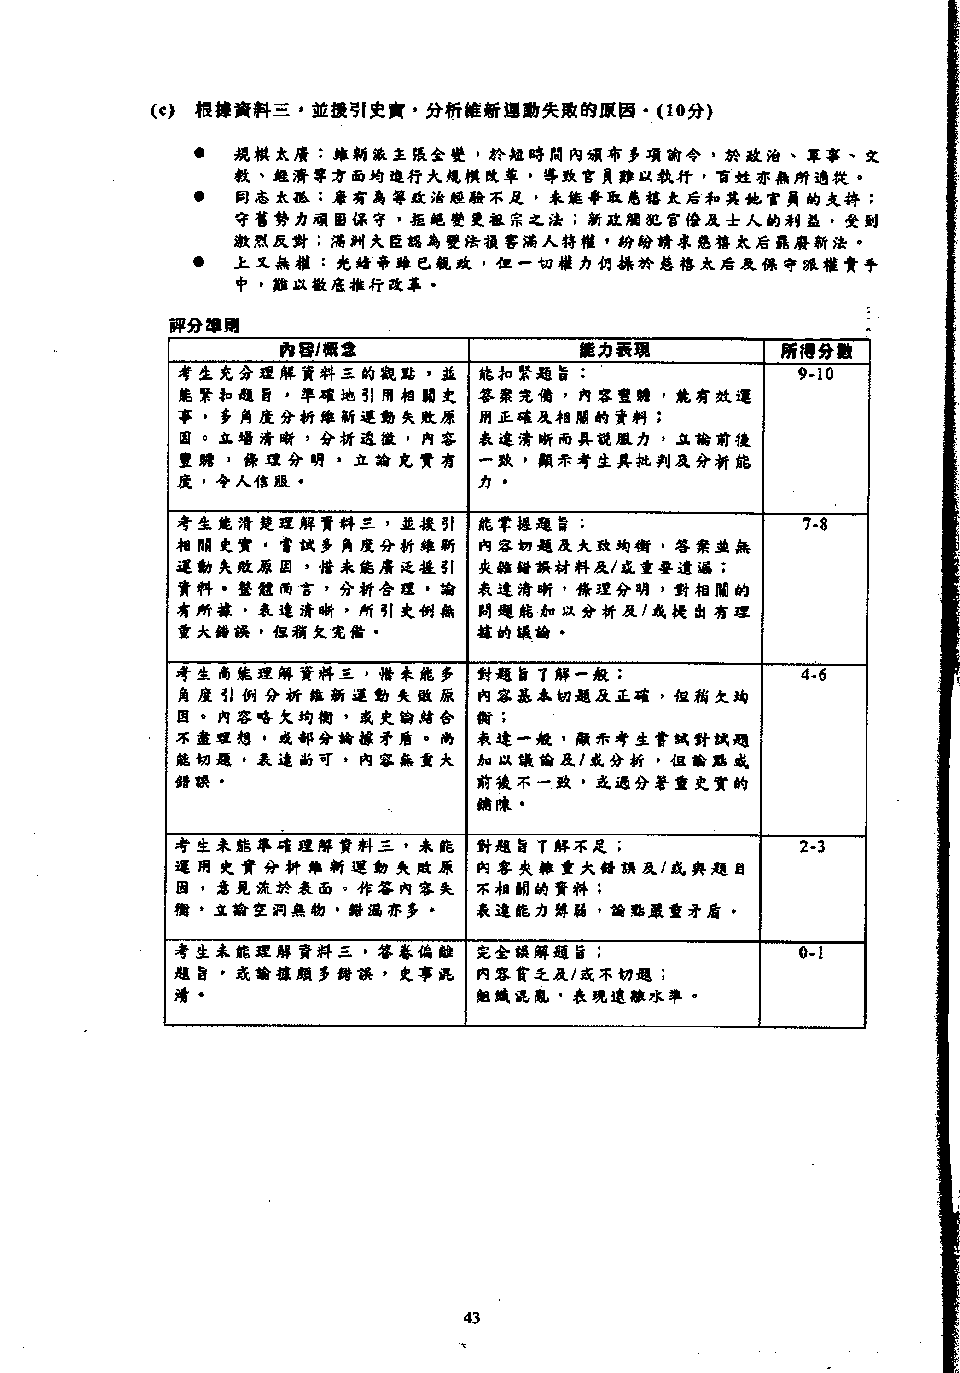 (c) 根據資料三，並援引史實，分析維新運動失敗的原因。(10分)
● 規模太廣：維新派主張全變，於短時間內頒布多項諭令，於政治、軍事、文
教、經濟等方面均進行大規模改革，導致官員難以執行，百姓亦無所適從。
● 同志太孤：康有為等政治經驗不足，未能爭取慈禧太后和其他官員的支持；
守舊勢力頑固保守，拒絕變更祖宗之法；新政觸犯官僚及士人的利益，受到
激烈反對；滿洲大臣認為變法損害滿人特權，紛紛請求慈禧太后罷廢新法。
● 上又無權：光緒帝雖已親政，但一切權力仍操於慈禧太后及保守派權貴手
中，難以徹底推行改革。
評分準則
內容/概念 能力表現 所得分數
考生充分理解資料三的觀點，並
能緊扣題旨，準確地引用相關史
事，多角度分析維新運動失敗原
因。立場清晰，分析透徹，內容
豐贍，條理分明，立論充實有
度，令人信服。
能扣緊題旨；
答案完備，內容豐贍，能有效運
用正確及相關的資料；
表達清晰而具說服力，立論前後
一致，顯示考生具批判及分析能
力。
9-10
考生能清楚理解資料三，並援引
相關史實，嘗試多角度分析維新
運動失敗原因，惜未能廣泛援引
資料。整體而言，分析合理，論
有所據，表達清晰，所引史例無
重大錯誤，但稍欠完備。
能掌握題旨；
內容切題及大致均衡，答案並無
夾雜錯誤材料及/或重要遺漏；
表達清晰，條理分明，對相關的
問題能加以分析及/或提出有理
據的議論。
7-8
考生尚能理解資料三，惜未能多
角度引例分析維新運動失敗原
因。內容略欠均衡，或史論結合
不盡理想，或部分論據矛盾。尚
能切題，表達尚可，內容無重大
錯誤。
對題旨了解一般；
內容基本切題及正確，但稍欠均
衡；
表達一般，顯示考生嘗試對試題
加以議論及/或分析，但論點或
前後不一致，或過分著重史實的
鋪陳。
4-6
考生未能準確理解資料三，未能
運用史實分析維新運動失敗原
因，意見流於表面。作答內容失
衡，立論空洞無物，錯漏亦多。
對題旨了解不足；
內容夾雜重大錯誤及/或與題目
不相關的資料；
表達能力薄弱，論點嚴重矛盾。
2-3
考生未能理解資料三，答卷偏離
題旨，或論據頗多錯誤，史事混
淆。
完全誤解題旨；
內容貧乏及/或不切題；
組織混亂，表現遠離水準。
0-1
43